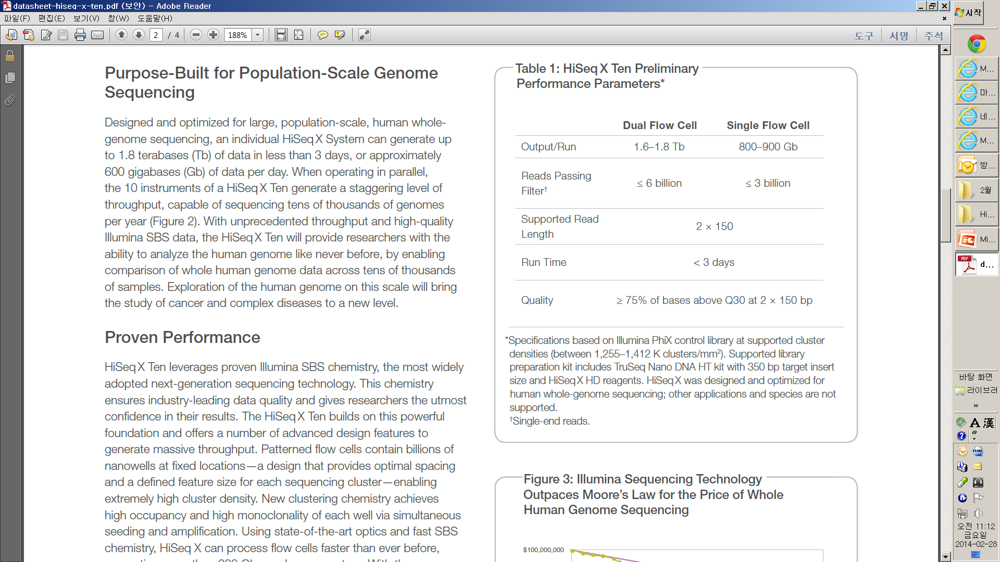 datasheet-hiseq-x-ten.pdf (보안) - Adobe Reader
파일(F) 편집(E) 보기(V) 창(W) 도움말(H)
2 / 4 188% 도구 서명 주석
Purpose-Built for Population-Scale Genome
Sequencing
Designed and optimized for large, population-scale, human whole-
genome sequencing, an individual HiSeq X System can generate up
to 1.8 terabases (Tb) of data in less than 3 days, or approximately
600 gigabases (Gb) of data per day. When operating in parallel,
the 10 instruments of a HiSeq X Ten generate a staggering level of
throughput, capable of sequencing tens of thousands of genomes
per year (Figure 2). With unprecedented throughput and high-quality
Illumina SBS data, the HiSeq X Ten will provide researchers with the
ability to analyze the human genome like never before, by enabling
comparison of whole human genome data across tens of thousands
of samples. Exploration of the human genome on this scale will bring
the study of cancer and complex diseases to a new level.
Proven Performance
HiSeq X Ten leverages proven Illumina SBS chemistry, the most widely
adopted next-generation sequencing technology. This chemistry
ensures industry-leading data quality and gives researchers the utmost
confidence in their results. The HiSeq X Ten builds on this powerful
foundation and offers a number of advanced design features to
generate massive throughput. Patterned flow cells contain billions of
nanowells at fixed locations—a design that provides optimal spacing
and a defined feature size for each sequencing cluster—enabling
extremely high cluster density. New clustering chemistry achieves
high occupancy and high monoclonality of each well via simultaneous
seeding and amplification. Using state-of-the-art optics and fast SBS
chemistry, HiSeq X can process flow cells faster than ever before,
Table 1: HiSeq X Ten Preliminary
Performance Parameters*
Dual Flow Cell Single Flow Cell
Output/Run 1.6–1.8 Tb 800–900 Gb
Reads Passing
Filter† ≤ 6 billion ≤ 3 billion
Supported Read
Length 2 × 150
Run Time < 3 days
Quality ≥ 75% of bases above Q30 at 2 × 150 bp
*Specifications based on Illumina PhiX control library at supported cluster
densities (between 1,255–1,412 K clusters/mm²). Supported library
preparation kit includes TruSeq Nano DNA HT kit with 350 bp target insert
size and HiSeq X HD reagents. HiSeq X was designed and optimized for
human whole-genome sequencing; other applications and species are not
supported.
†Single-end reads.
Figure 3: Illumina Sequencing Technology
Outpaces Moore's Law for the Price of Whole
Human Genome Sequencing
$100,000,000
시작
M...
마...
네...
M...
받...
2월
Hi...
Mi...
d...
바탕 화면
라이브러
»
A 漢
오전 11:12
금요일
2014-02-28